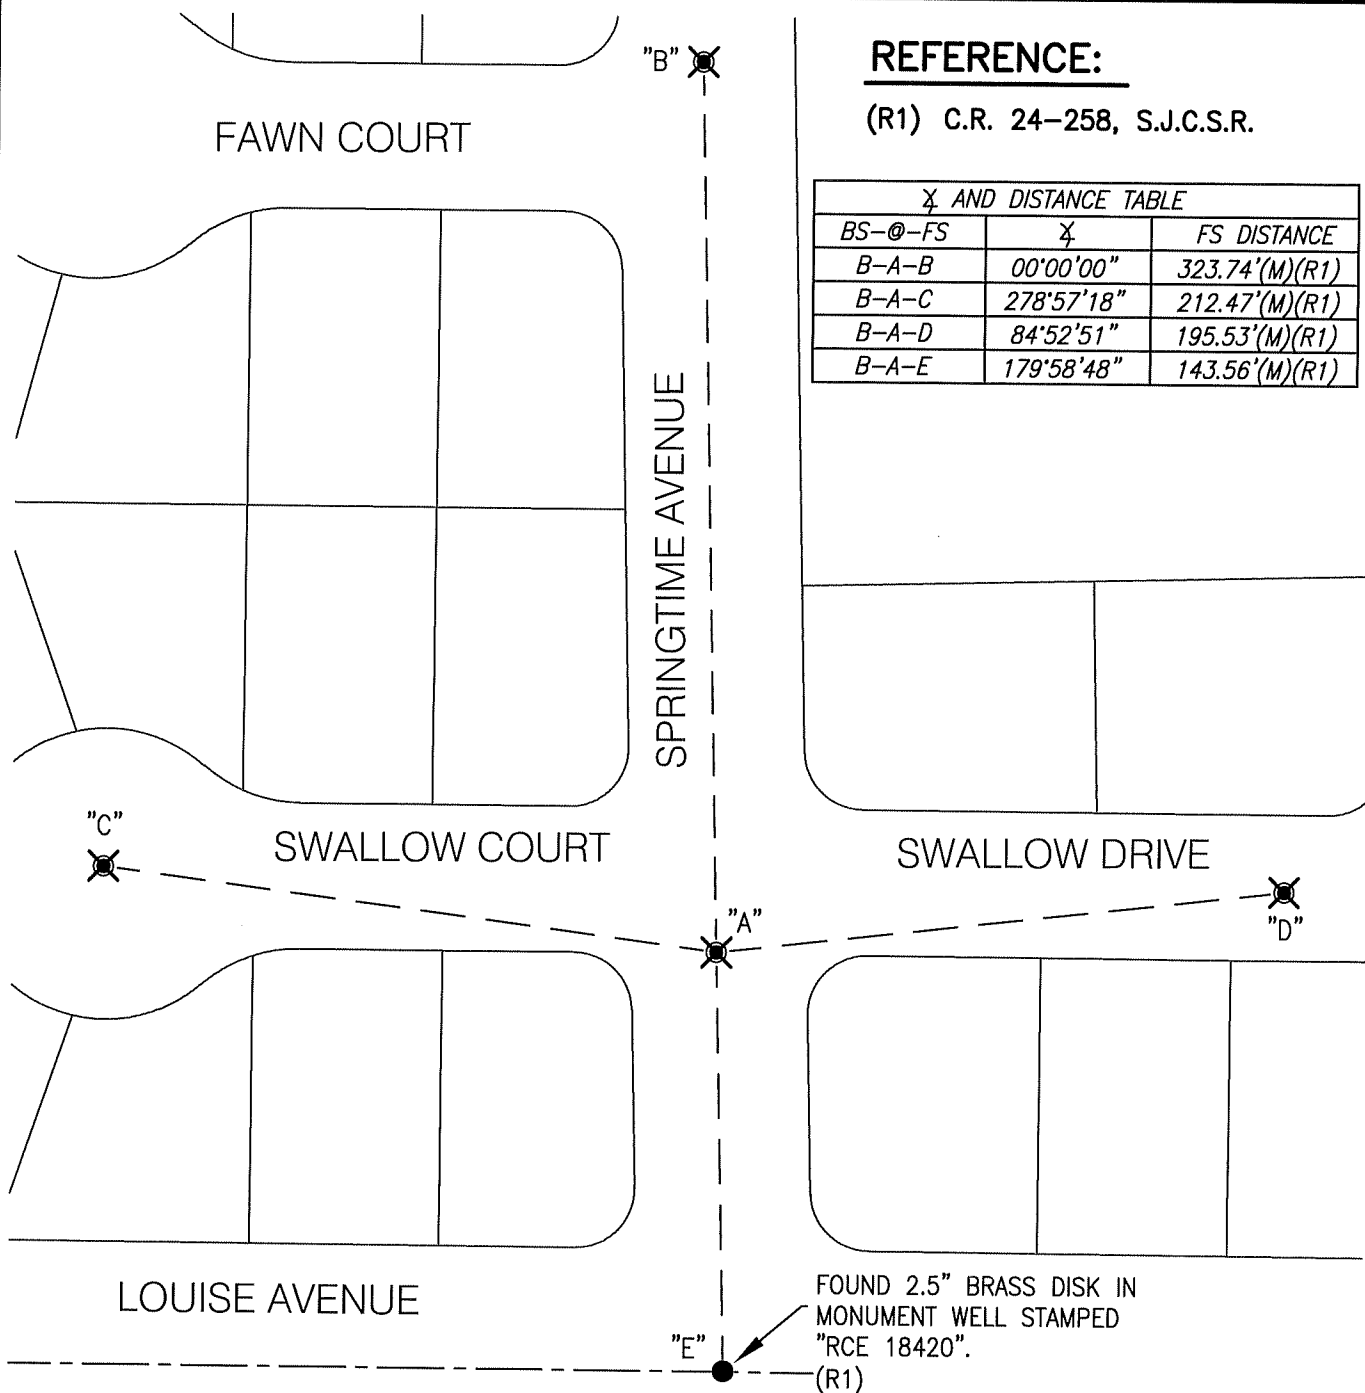 "B"
REFERENCE:
(R1) C.R. 24-258, S.J.C.S.R.
FAWN COURT
∡ AND DISTANCE TABLE
BS-@-FS ∡ FS DISTANCE
B-A-B 00°00'00" 323.74'(M)(R1)
B-A-C 278°57'18" 212.47'(M)(R1)
B-A-D 84°52'51" 195.53'(M)(R1)
B-A-E 179°58'48" 143.56'(M)(R1)
SPRINGTIME AVENUE
"C"
SWALLOW COURT
SWALLOW DRIVE
"A"
"D"
LOUISE AVENUE
FOUND 2.5" BRASS DISK IN
MONUMENT WELL STAMPED
"RCE 18420".
(R1)
"E"